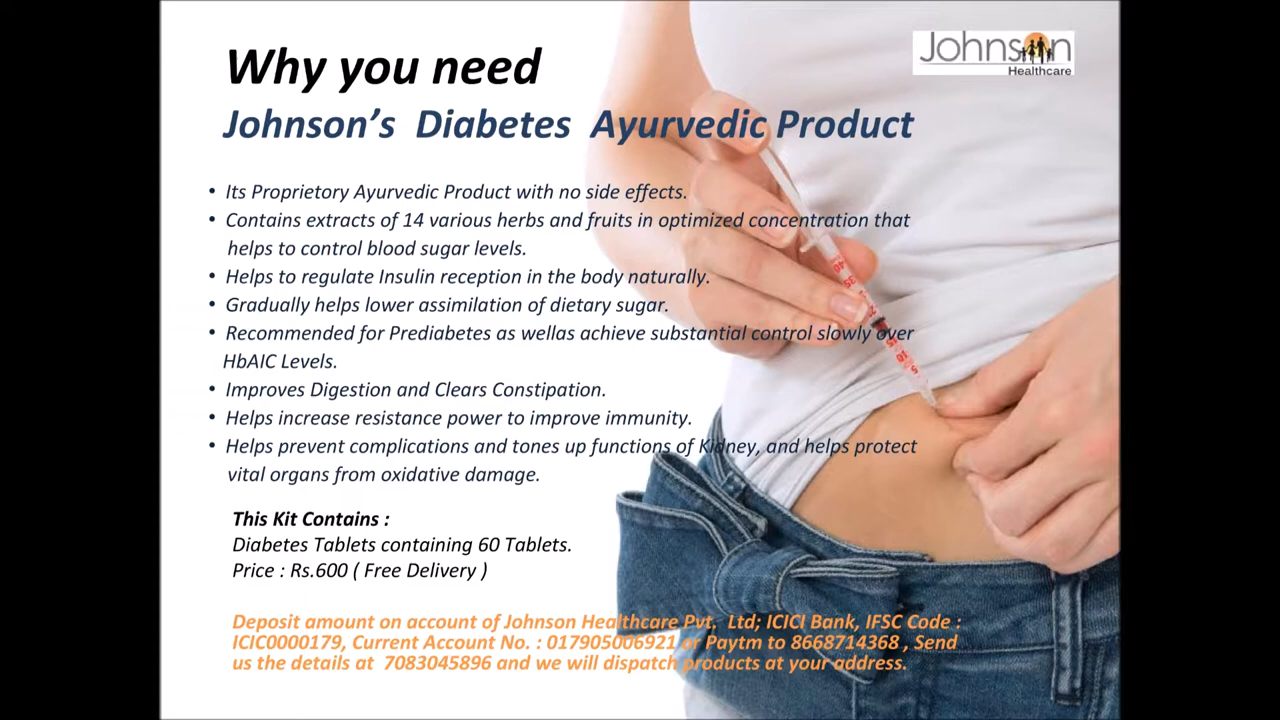 Johnson
Healthcare
Why you need
Johnson's Diabetes Ayurvedic Product
• Its Proprietory Ayurvedic Product with no side effects.
• Contains extracts of 14 various herbs and fruits in optimized concentration that
helps to control blood sugar levels.
• Helps to regulate Insulin reception in the body naturally.
• Gradually helps lower assimilation of dietary sugar.
• Recommended for Prediabetes as wellas achieve substantial control slowly over
HbAIC Levels.
• Improves Digestion and Clears Constipation.
• Helps increase resistance power to improve immunity.
• Helps prevent complications and tones up functions of Kidney, and helps protect
vital organs from oxidative damage.
This Kit Contains :
Diabetes Tablets containing 60 Tablets.
Price : Rs.600 ( Free Delivery )
Deposit amount on account of Johnson Healthcare Pvt. Ltd; ICICI Bank, IFSC Code :
ICIC0000179, Current Account No. : 017905006921 or Paytm to 8668714368 , Send
us the details at 7083045896 and we will dispatch products at your address.